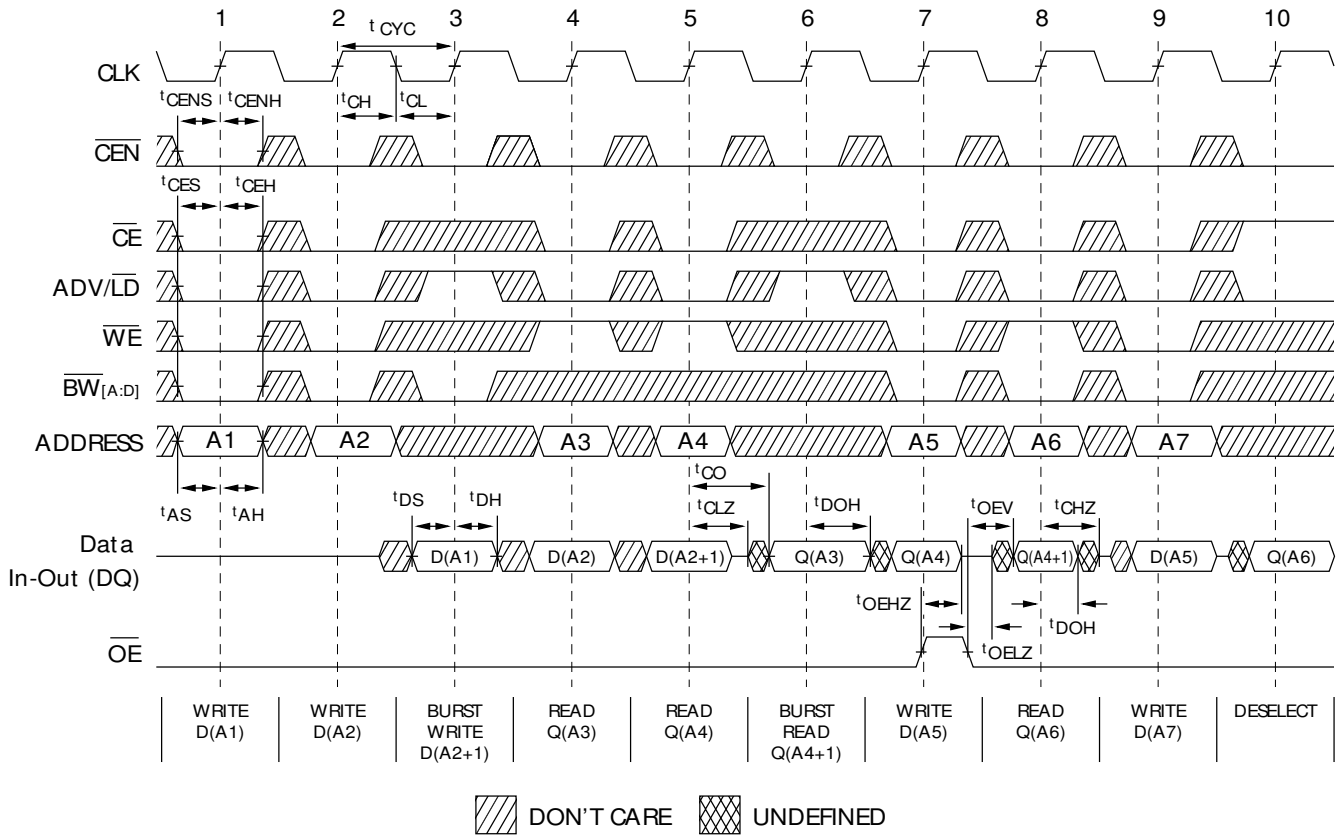 1 2 3 4 5 6 7 8 9 10
t CYC
CLK
tCENS tCENH tCH tCL
CEN
tCES tCEH
CE
ADV/LD
WE
BW[A:D]
ADDRESS A1 A2 A3 A4 A5 A6 A7
tCO
tAS tAH tDS tDH tCLZ tDOH tOEV tCHZ
Data
In-Out (DQ) D(A1) D(A2) D(A2+1) Q(A3) Q(A4) Q(A4+1) D(A5) Q(A6)
tOEHZ tDOH
tOELZ
OE
WRITE D(A1)
WRITE D(A2)
BURST WRITE D(A2+1)
READ Q(A3)
READ Q(A4)
BURST READ Q(A4+1)
WRITE D(A5)
READ Q(A6)
WRITE D(A7)
DESELECT
DON'T CARE UNDEFINED